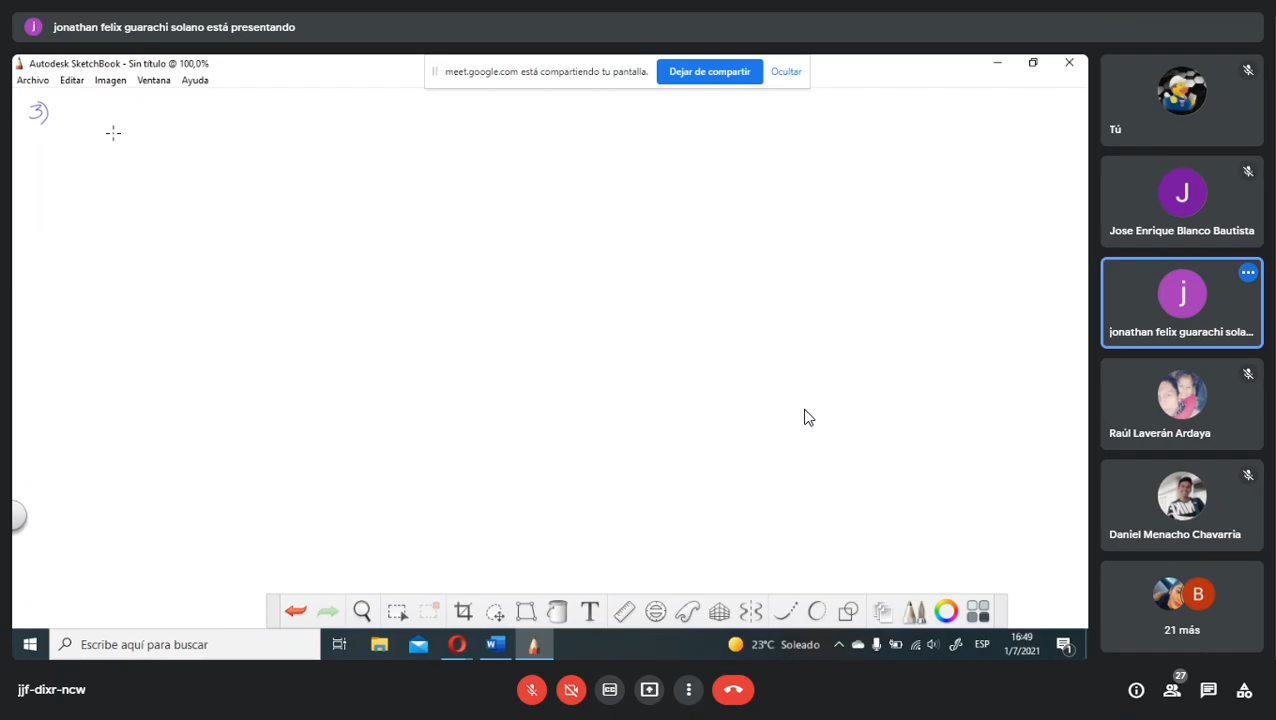 j
jonathan felix guarachi solano está presentando
Autodesk SketchBook - Sin título @ 100,0%
Archivo Editar Imagen Ventana Ayuda
meet.google.com está compartiendo tu pantalla.
Dejar de compartir
Ocultar
3)
T
Escribe aquí para buscar
23°C Soleado
ESP
16:49
1/7/2021
1
Tú
J
Jose Enrique Blanco Bautista
j
jonathan felix guarachi sola...
Raúl Laverán Ardaya
Daniel Menacho Chavarria
B
21 más
jjf-dixr-ncw
27